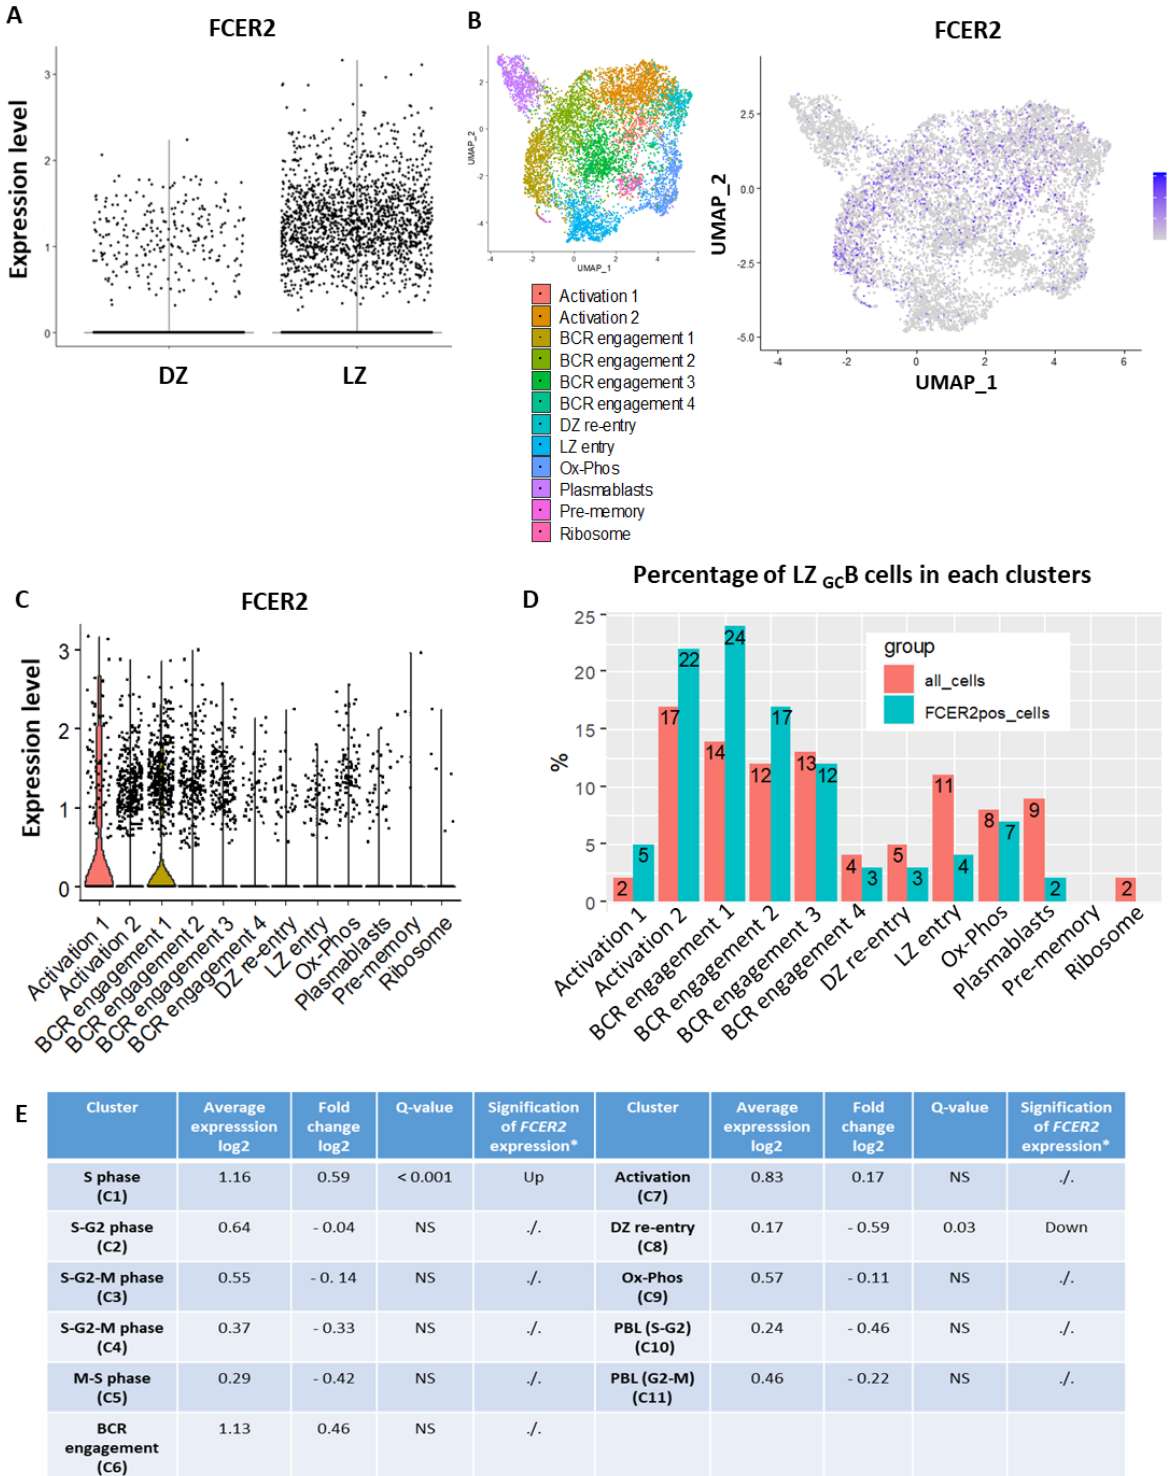 A
FCER2
Expression level
3
2
1
0
DZ
LZ
B
UMAP_2
2
0
-2
-4
-4
-2
0
2
4
UMAP_1
Activation 1
Activation 2
BCR engagement 1
BCR engagement 2
BCR engagement 3
BCR engagement 4
DZ re-entry
LZ entry
Ox-Phos
Plasmablasts
Pre-memory
Ribosome
FCER2
UMAP_2
2.5
0.0
-2.5
-5.0
-4
-2
0
2
4
6
UMAP_1
C
FCER2
Expression level
3
2
1
0
Activation 1
Activation 2
BCR engagement 1
BCR engagement 2
BCR engagement 3
BCR engagement 4
DZ re-entry
LZ entry
Ox-Phos
Plasmablasts
Pre-memory
Ribosome
D
Percentage of LZ GCB cells in each clusters
%
25
20
15
10
5
0
group
all_cells
FCER2pos_cells
2
5
17
22
14
24
12
17
13
12
4
3
5
3
11
4
8
7
9
2
2
Activation 1
Activation 2
BCR engagement 1
BCR engagement 2
BCR engagement 3
BCR engagement 4
DZ re-entry
LZ entry
Ox-Phos
Plasmablasts
Pre-memory
Ribosome
E
Cluster Average expresssion log2 Fold change log2 Q-value Signification of FCER2 expression* Cluster Average expresssion log2 Fold change log2 Q-value Signification of FCER2 expression*
S phase (C1) 1.16 0.59 < 0.001 Up Activation (C7) 0.83 0.17 NS ./.
S-G2 phase (C2) 0.64 - 0.04 NS ./. DZ re-entry (C8) 0.17 - 0.59 0.03 Down
S-G2-M phase (C3) 0.55 - 0. 14 NS ./. Ox-Phos (C9) 0.57 - 0.11 NS ./.
S-G2-M phase (C4) 0.37 - 0.33 NS ./. PBL (S-G2) (C10) 0.24 - 0.46 NS ./.
M-S phase (C5) 0.29 - 0.42 NS ./. PBL (G2-M) (C11) 0.46 - 0.22 NS ./.
BCR engagement (C6) 1.13 0.46 NS ./.